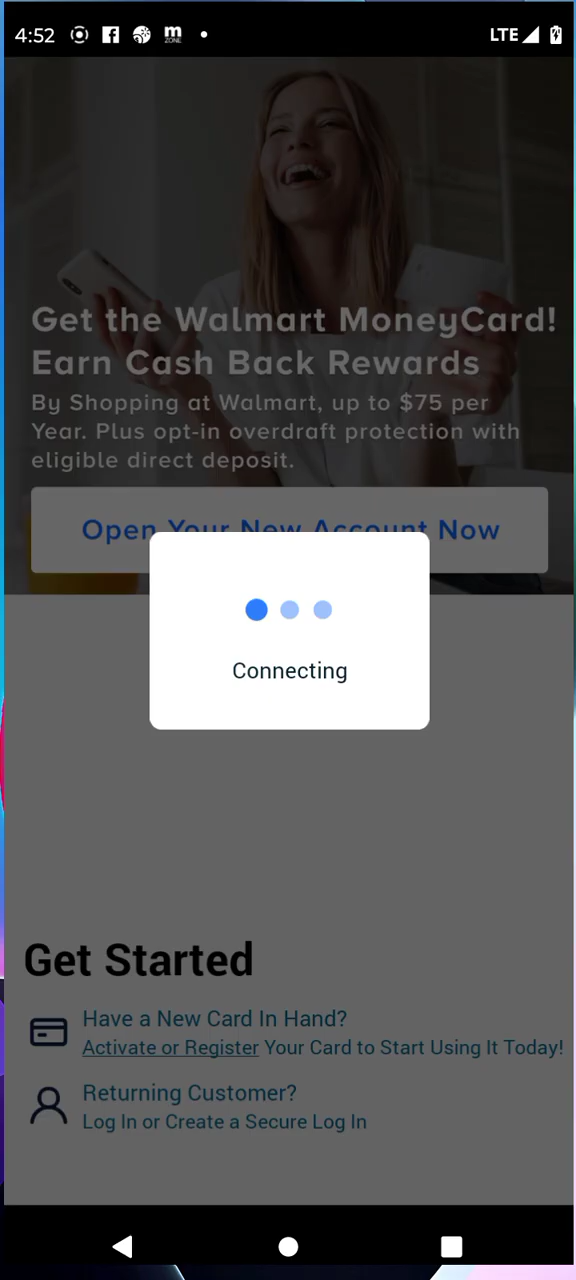 4:52
m
ZONE
LTE
Get the Walmart MoneyCard!
Earn Cash Back Rewards
By Shopping at Walmart, up to $75 per
Year. Plus opt-in overdraft protection with
eligible direct deposit.
Open Your New Account Now
Connecting
Get Started
Have a New Card In Hand?
Activate or Register Your Card to Start Using It Today!
Returning Customer?
Log In or Create a Secure Log In